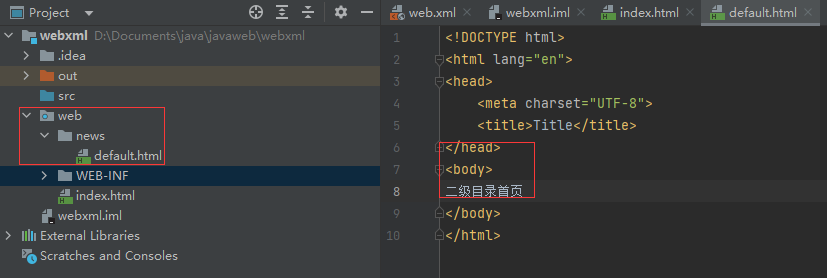 Project
webxml D:\Documents\java\javaweb\webxml
.idea
out
src
web
news
default.html
WEB-INF
index.html
webxml.iml
External Libraries
Scratches and Consoles
web.xml
webxml.iml
index.html
default.html
1 <!DOCTYPE html>
2 <html lang="en">
3 <head>
4 <meta charset="UTF-8">
5 <title>Title</title>
6 </head>
7 <body>
8 二级目录首页
9 </body>
10 </html>